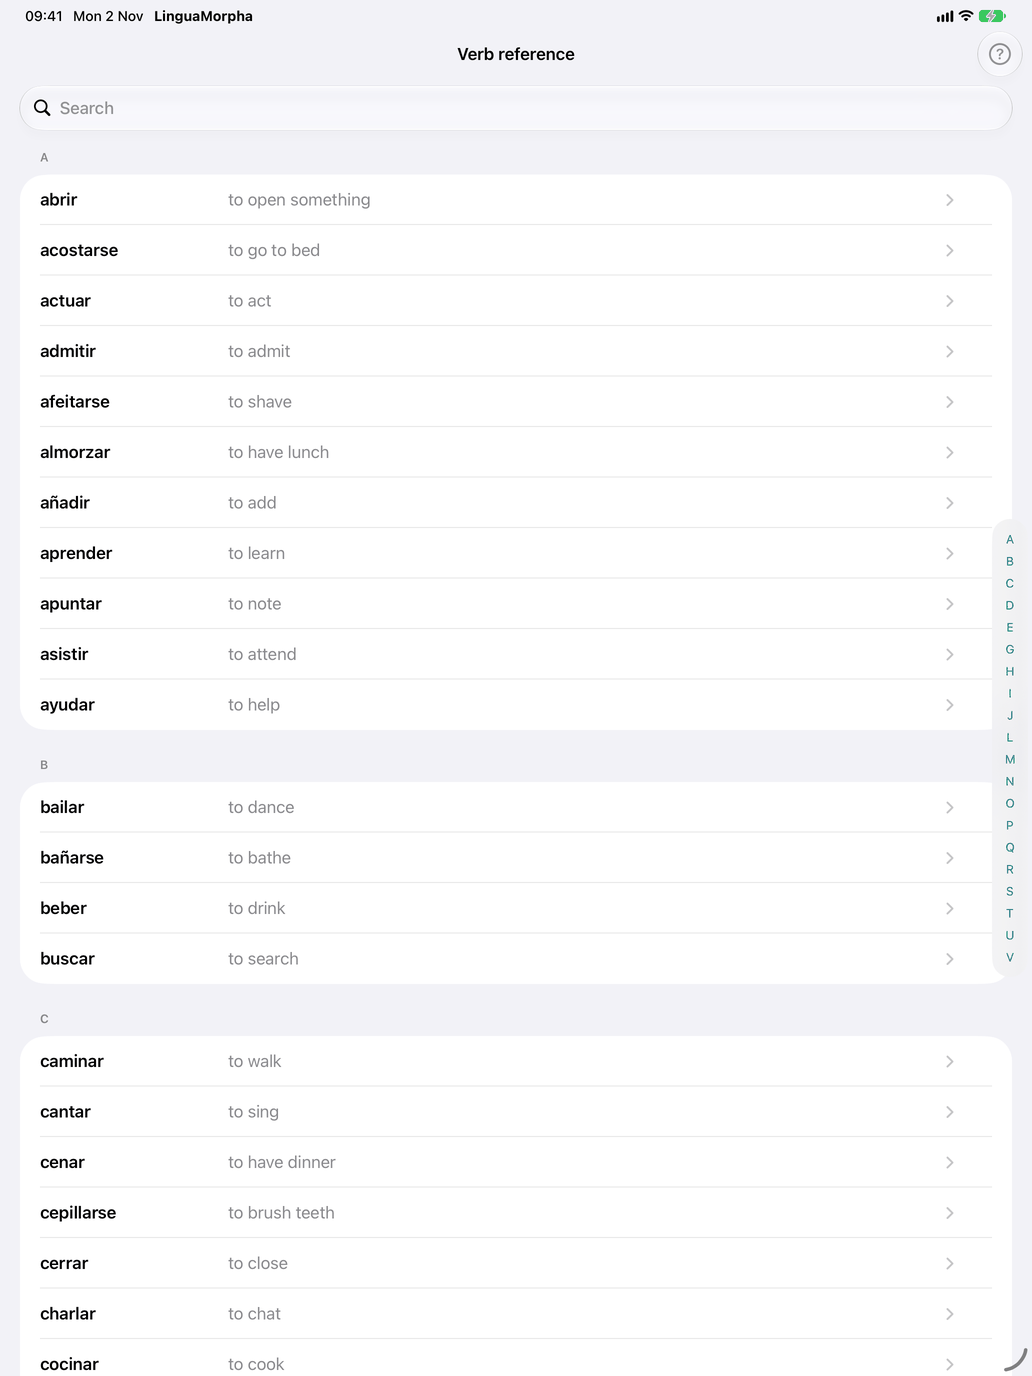 09:41 Mon 2 Nov LinguaMorpha
Verb reference
?
Search
A
abrir to open something
acostarse to go to bed
actuar to act
admitir to admit
afeitarse to shave
almorzar to have lunch
añadir to add
aprender to learn
apuntar to note
asistir to attend
ayudar to help
B
bailar to dance
bañarse to bathe
beber to drink
buscar to search
C
caminar to walk
cantar to sing
cenar to have dinner
cepillarse to brush teeth
cerrar to close
charlar to chat
cocinar to cook
A
B
C
D
E
G
H
I
J
L
M
N
O
P
Q
R
S
T
U
V